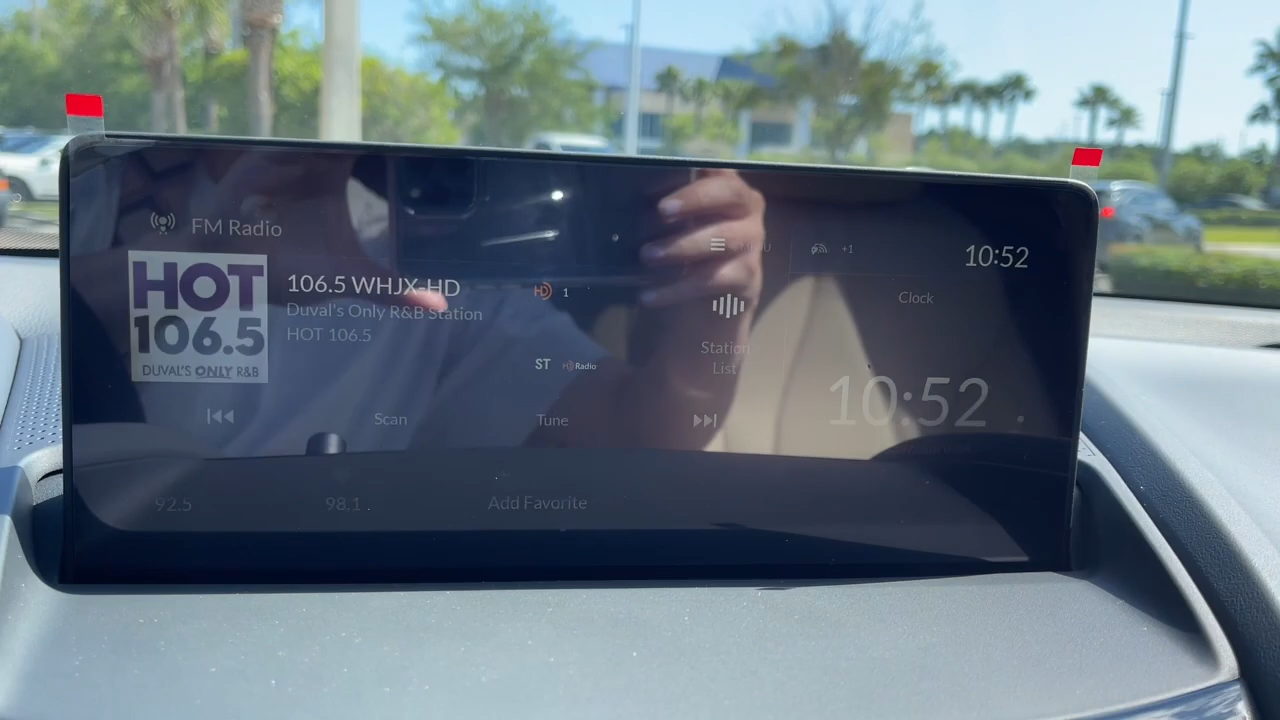 FM Radio
HOT
106.5
DUVAL'S ONLY R&B
106.5 WHJX-HD
Duval's Only R&B Station
HOT 106.5
HD 1
ST HD Radio
MENU
Station
List
+1
10:52
Clock
10:52
Scan
Tune
92.5
98.1
Add Favorite